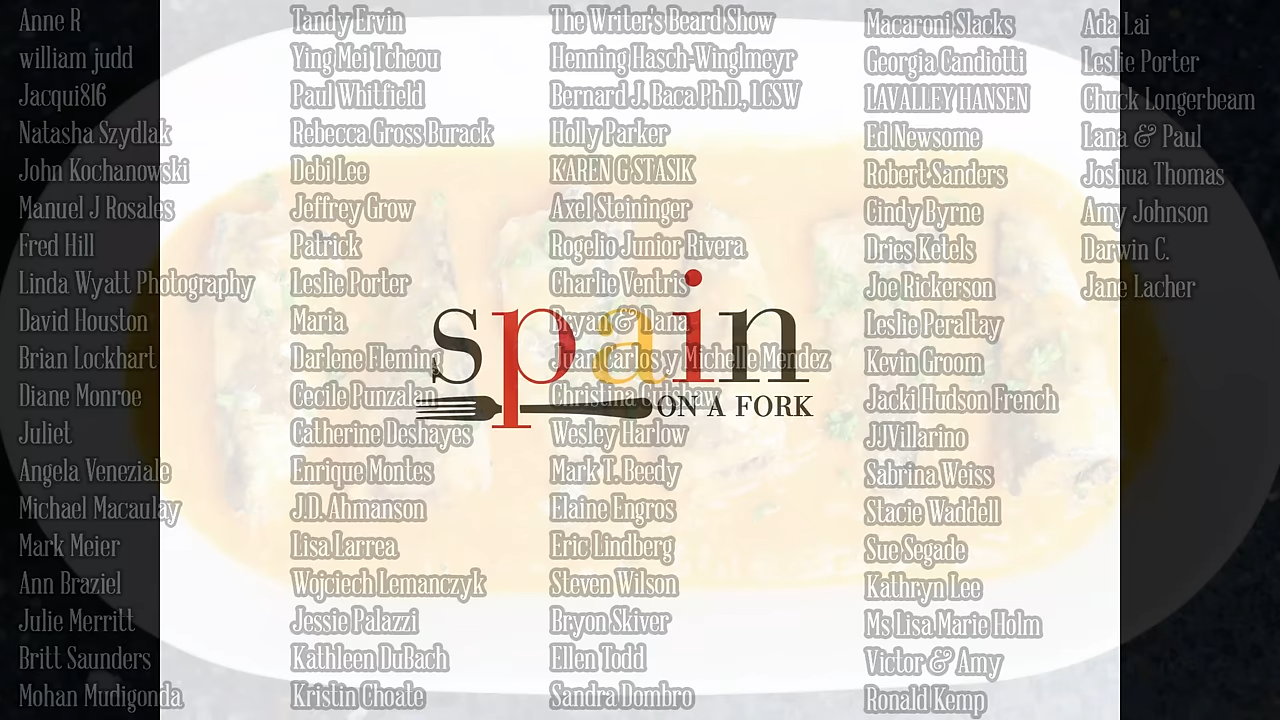 Anne R
william judd
Jacqui816
Natasha Szydlak
John Kochanowski
Manuel J Rosales
Fred Hill
Linda Wyatt Photography
David Houston
Brian Lockhart
Diane Monroe
Juliet
Angela Veneziale
Michael Macaulay
Mark Meier
Ann Braziel
Julie Merritt
Britt Saunders
Mohan Mudigonda
Tandy Ervin
Ying Mei Tcheou
Paul Whitfield
Rebecca Gross Burack
Debi Lee
Jeffrey Grow
Patrick
Leslie Porter
Maria
Darlene Fleming
Cecile Punzalan
Catherine Deshayes
Enrique Montes
J.D. Ahmanson
Lisa Larrea
Wojciech Lemanczyk
Jessie Palazzi
Kathleen DuBach
Kristin Choate
The Writer's Beard Show
Henning Hasch-Winglmeyr
Bernard J. Baca Ph.D., LCSW
Holly Parker
KAREN G STASIK
Axel Steininger
Rogelio Junior Rivera
Charlie Ventris
Bryan & Dana
Juan Carlos y Michelle Mendez
Christina Culshaw
Wesley Harlow
Mark T. Beedy
Elaine Engros
Eric Lindberg
Steven Wilson
Bryon Skiver
Ellen Todd
Sandra Dombro
Macaroni Slacks
Georgia Candiotti
LAVALLEY HANSEN
Ed Newsome
Robert Sanders
Cindy Byrne
Dries Ketels
Joe Rickerson
Leslie Peraltay
Kevin Groom
Jacki Hudson French
JJVillarino
Sabrina Weiss
Stacie Waddell
Sue Segade
Kathryn Lee
Ms Lisa Marie Holm
Victor & Amy
Ronald Kemp
Ada Lai
Leslie Porter
Chuck Longerbeam
Lana & Paul
Joshua Thomas
Amy Johnson
Darwin C.
Jane Lacher
spain
ON A FORK